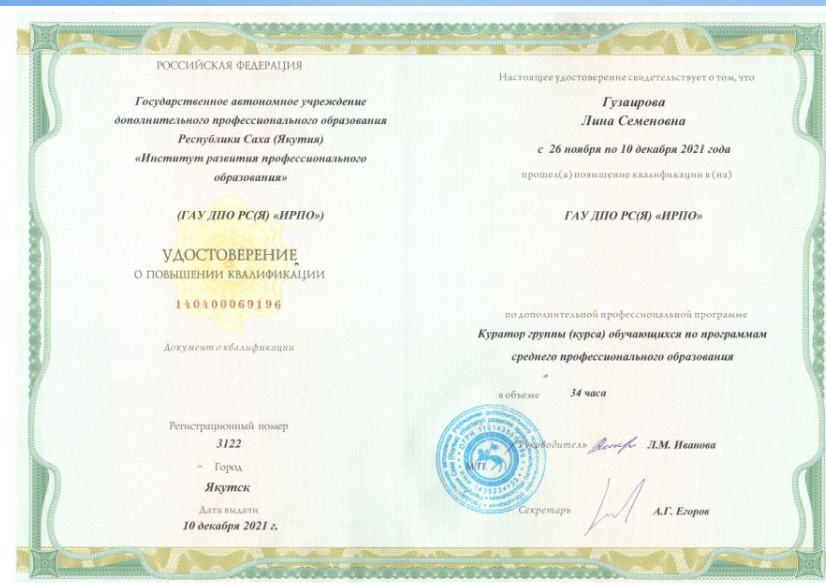 РОССИЙСКАЯ ФЕДЕРАЦИЯ
Государственное автономное учреждение
дополнительного профессионального образования
Республики Саха (Якутия)
«Институт развития профессионального
образования»
(ГАУ ДПО РС(Я) «ИРПО»)
УДОСТОВЕРЕНИЕ
О ПОВЫШЕНИИ КВАЛИФИКАЦИИ
140400069196
Документ о квалификации
Регистрационный номер
3122
Город
Якутск
Дата выдачи
10 декабря 2021 г.
Настоящее удостоверение свидетельствует о том, что
Гузаирова
Лина Семеновна
с 26 ноября по 10 декабря 2021 года
прошел(а) повышение квалификации в (на)
ГАУ ДПО РС(Я) «ИРПО»
по дополнительной профессиональной программе
Куратор группы (курса) обучающихся по программам
среднего профессионального образования
в объеме 34 часа
Руководитель Л.М. Иванова
М.П.
Секретарь А.Г. Егоров